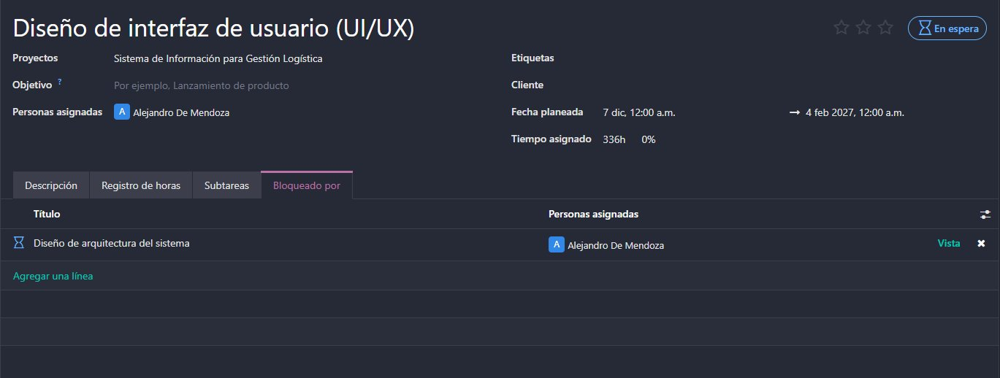 Diseño de interfaz de usuario (UI/UX)
En espera
Proyectos Sistema de Información para Gestión Logística
Etiquetas
Objetivo ? Por ejemplo, Lanzamiento de producto
Cliente
Personas asignadas A Alejandro De Mendoza
Fecha planeada 7 dic, 12:00 a.m. → 4 feb 2027, 12:00 a.m.
Tiempo asignado 336h 0%
Descripción Registro de horas Subtareas Bloqueado por
Título Personas asignadas
Diseño de arquitectura del sistema A Alejandro De Mendoza Vista
Agregar una línea